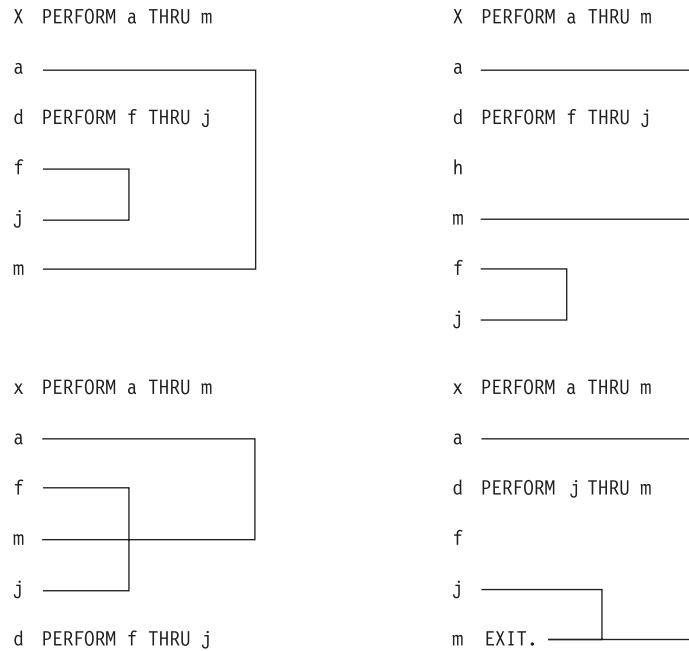 X PERFORM a THRU m
a
d PERFORM f THRU j
f
j
m
X PERFORM a THRU m
a
d PERFORM f THRU j
h
m
f
j
x PERFORM a THRU m
a
f
m
j
d PERFORM f THRU j
x PERFORM a THRU m
a
d PERFORM j THRU m
f
j
m EXIT.